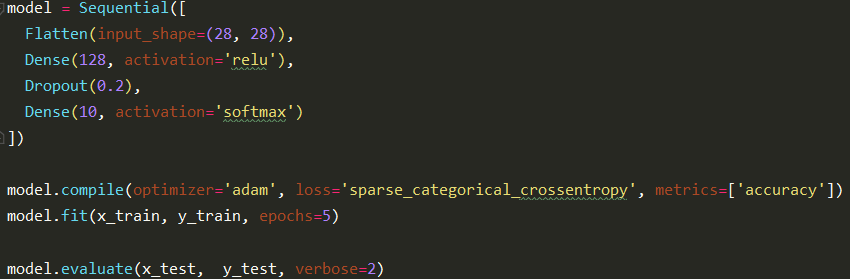 model = Sequential([
  Flatten(input_shape=(28, 28)),
  Dense(128, activation='relu'),
  Dropout(0.2),
  Dense(10, activation='softmax')
])

model.compile(optimizer='adam', loss='sparse_categorical_crossentropy', metrics=['accuracy'])
model.fit(x_train, y_train, epochs=5)

model.evaluate(x_test,  y_test, verbose=2)